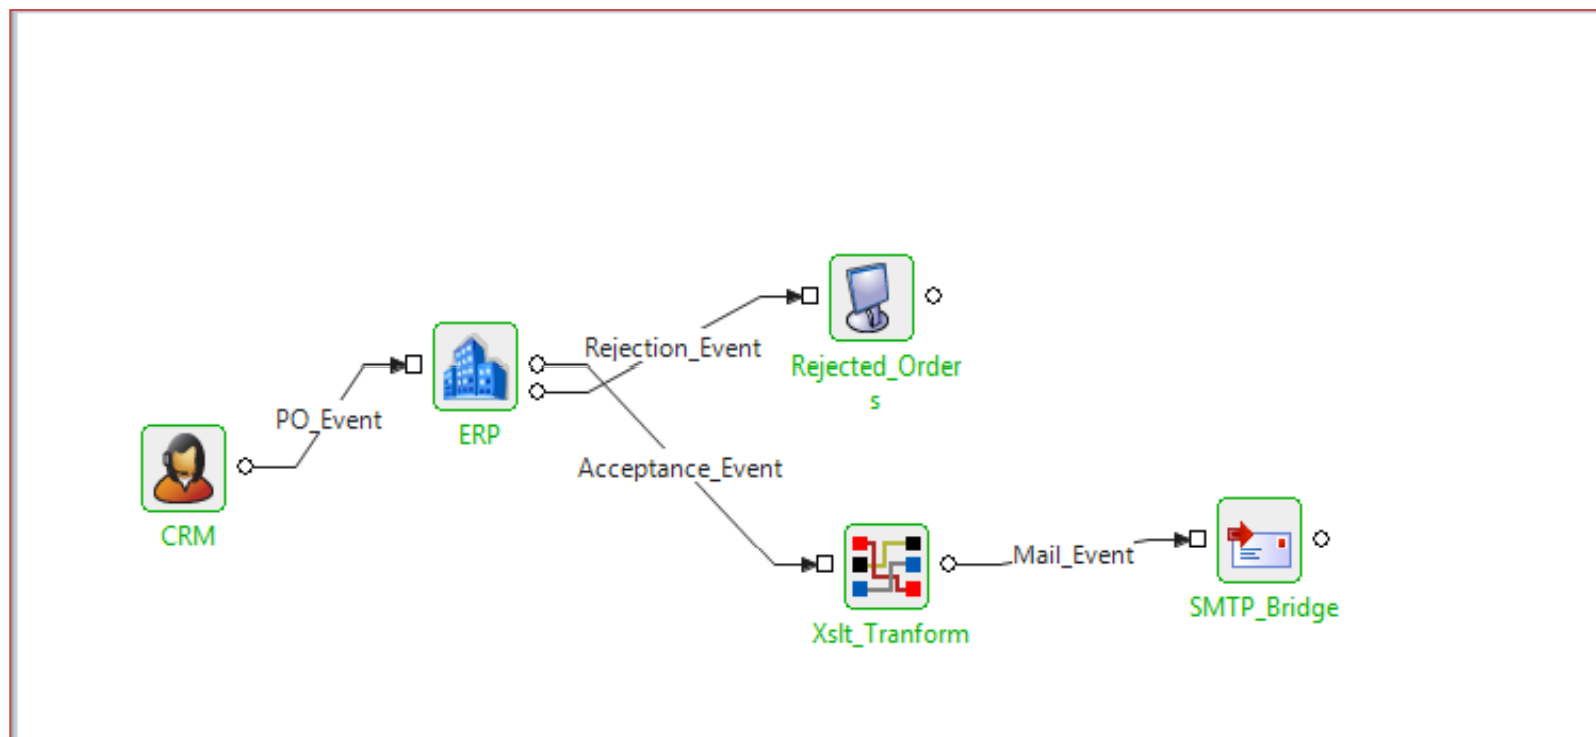 Rejection_Event
Rejected_Order
s
PO_Event
ERP
Acceptance_Event
CRM
Mail_Event
Xslt_Tranform
SMTP_Bridge